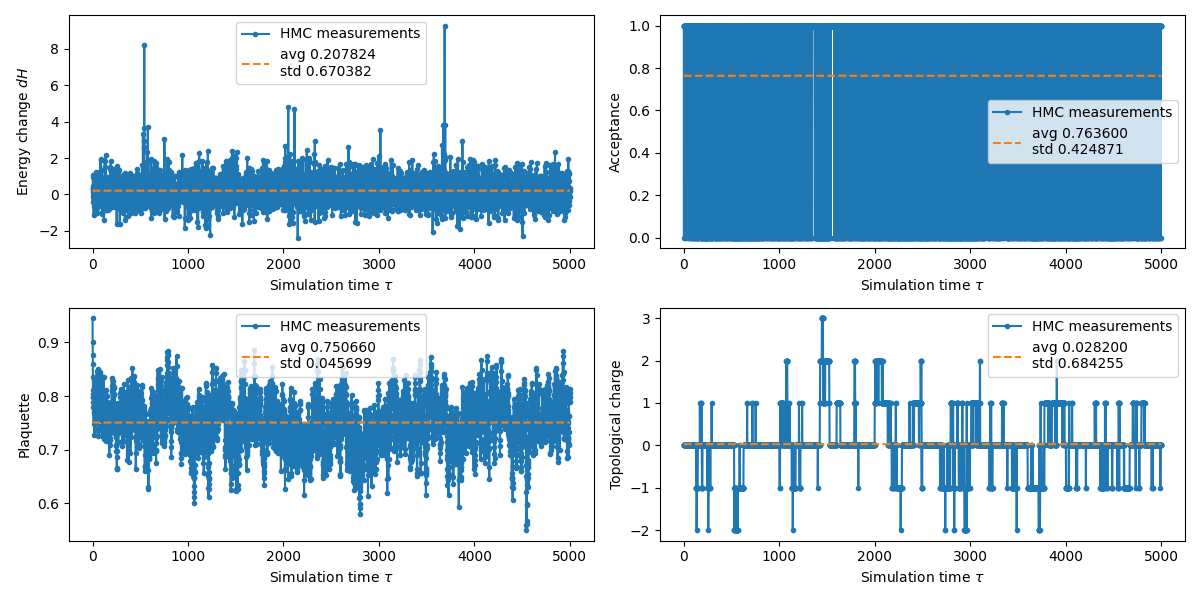 Energy change dH
8
6
4
2
0
−2
HMC measurements
avg 0.207824
std 0.670382
0 1000 2000 3000 4000 5000
Simulation time τ
Acceptance
1.0
0.8
0.6
0.4
0.2
0.0
HMC measurements
avg 0.763600
std 0.424871
0 1000 2000 3000 4000 5000
Simulation time τ
Plaquette
0.9
0.8
0.7
0.6
HMC measurements
avg 0.750660
std 0.045699
0 1000 2000 3000 4000 5000
Simulation time τ
Topological charge
3
2
1
0
−1
−2
HMC measurements
avg 0.028200
std 0.684255
0 1000 2000 3000 4000 5000
Simulation time τ